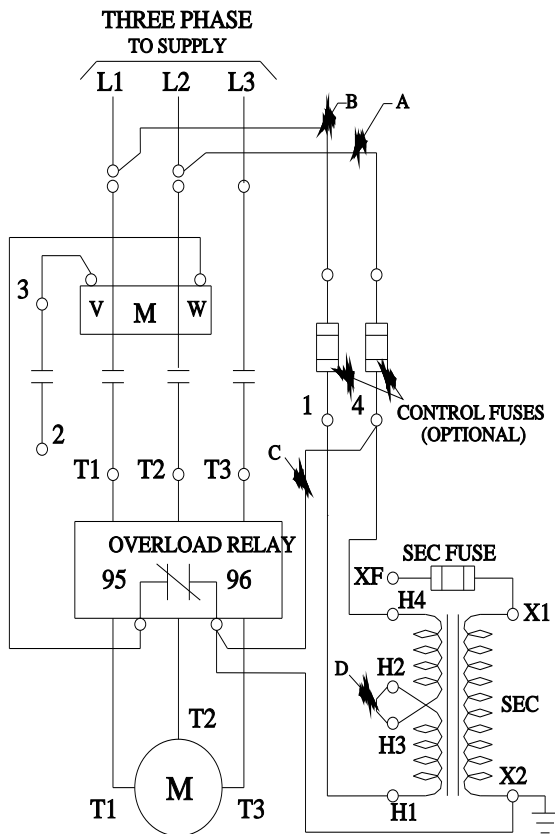 THREE PHASE
TO SUPPLY
L1 L2 L3
B A
3
V M W
2
1 4
CONTROL FUSES
(OPTIONAL)
C
T1 T2 T3
OVERLOAD RELAY
95 96
SEC FUSE
XF
H4 X1
D H2
SEC
H3
T2
X2
M
T1 T3
H1